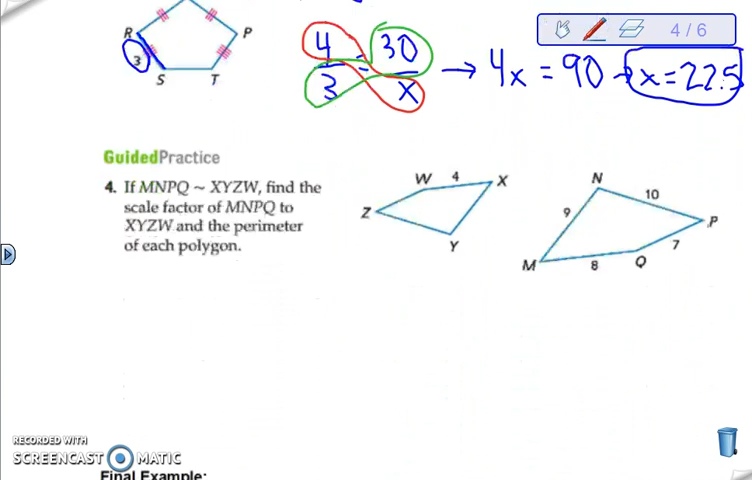 R
P
3
S T
4/3 = 30/x → 4x = 90 → x = 22.5
4 / 6
GuidedPractice
4. If MNPQ ~ XYZW, find the
scale factor of MNPQ to
XYZW and the perimeter
of each polygon.
W 4 X
Z
Y
N
10
9
P
7
M 8 Q
RECORDED WITH
SCREENCAST MATIC
Final Example: